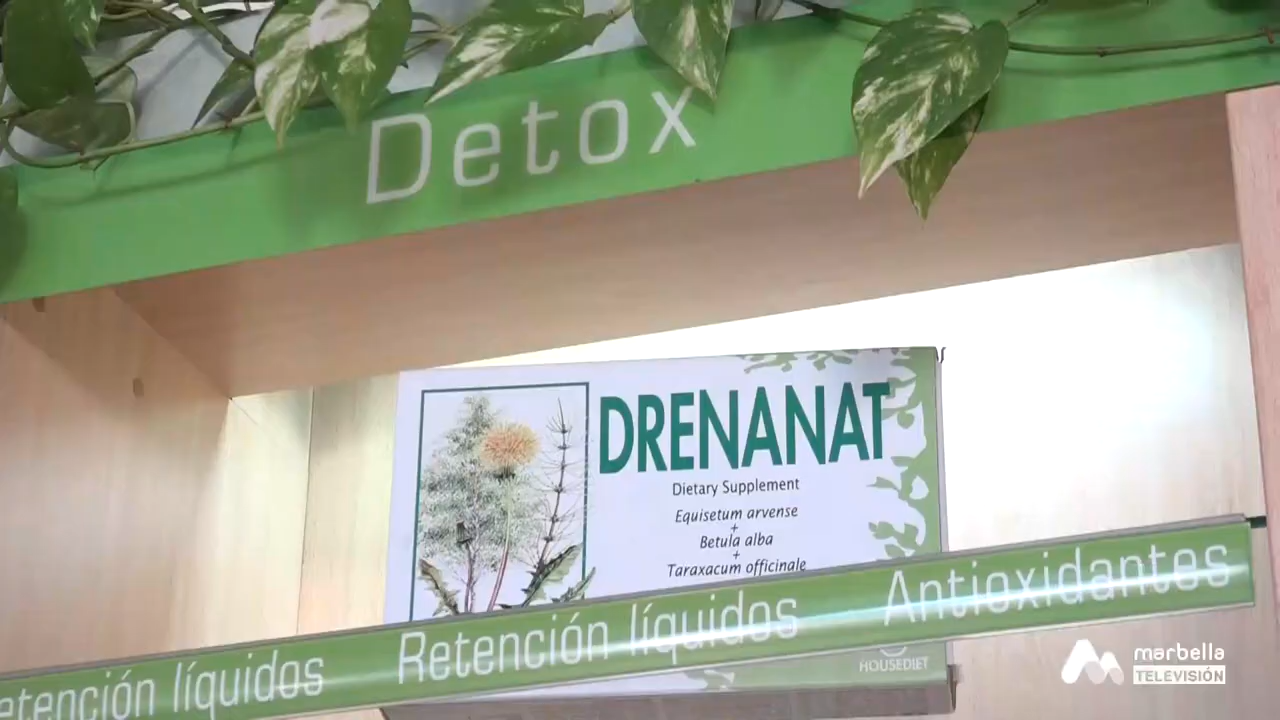 Detox
DRENANAT
Dietary Supplement
Equisetum arvense
+
Betula alba
+
Taraxacum officinale
etención líquidos
Retención líquidos
Antioxidantes
HOUSEDIET
marbella
TELEVISIÓN